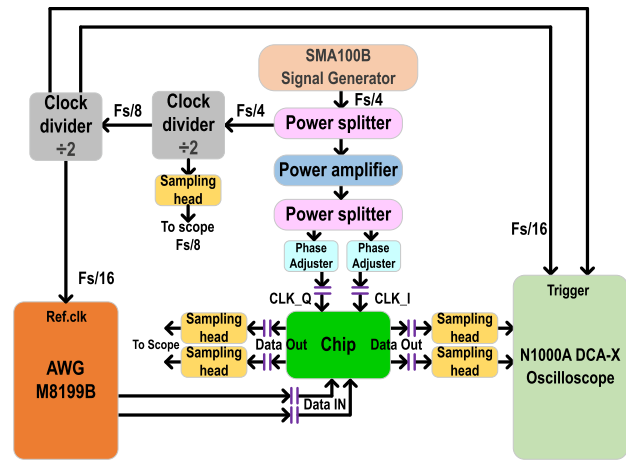 SMA100B
Signal Generator
Fs/4
Clock
divider
÷2
Fs/8
Clock
divider
÷2
Fs/4
Power splitter
Power amplifier
Sampling
head
To scope
Fs/8
Power splitter
Phase
Adjuster
Phase
Adjuster
Fs/16
Fs/16
CLK_Q
CLK_I
Trigger
Ref.clk
Sampling
head
To Scope
Sampling
head
Data Out
Chip
Data Out
Sampling
head
Sampling
head
N1000A DCA-X
Oscilloscope
AWG
M8199B
Data IN